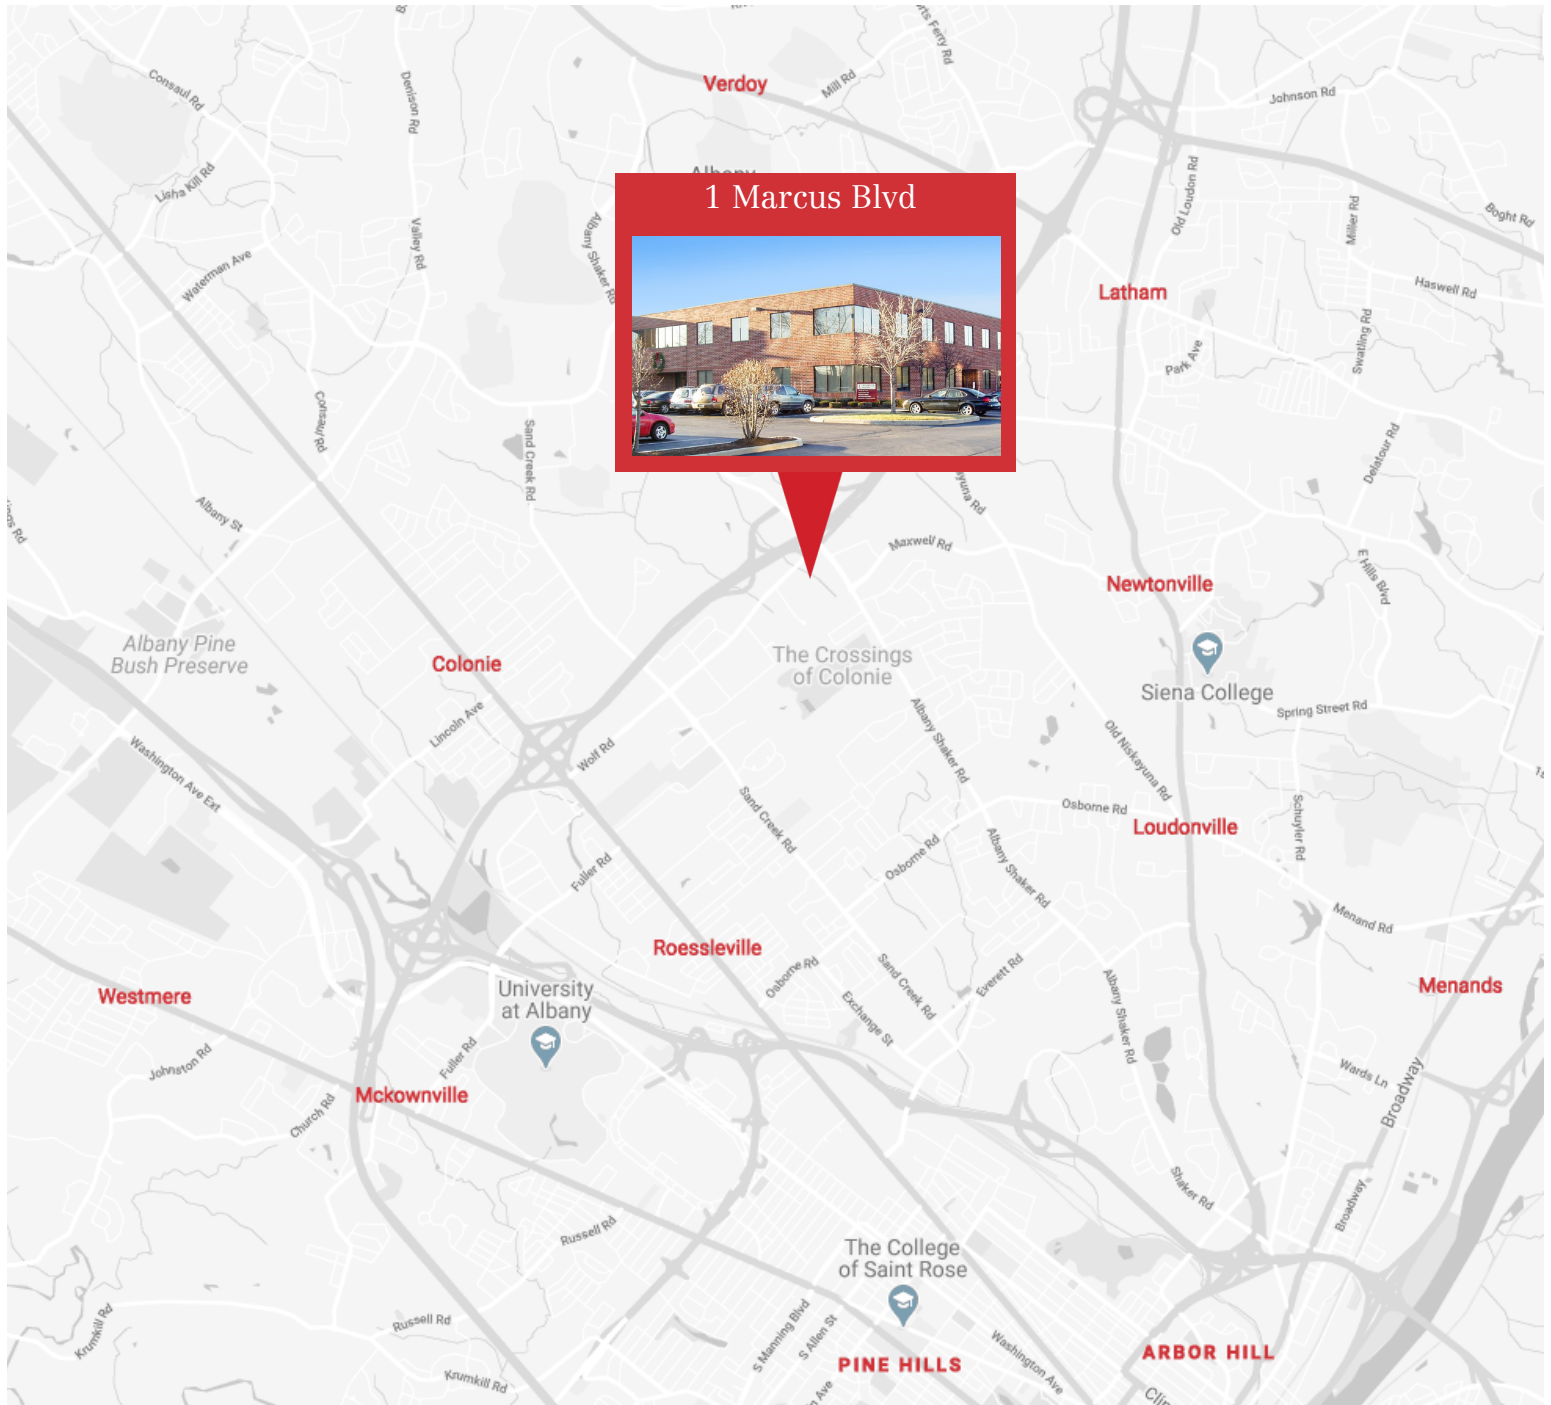 Consaul Rd
Denison Rd
Verdoy
Mill Rd
Ferry Rd
Johnson Rd
Lisha Kill Rd
Albany
1 Marcus Blvd
Old Loudon Rd
Miller Rd
Boght Rd
Valley Rd
Albany Shaker Rd
Waterman Ave
Latham
Haswell Rd
Swatling Rd
Park Ave
Consaul Rd
Sand Creek Rd
Delatour Rd
Albany St
Maxwell Rd
Newtonville
E Hills Blvd
Albany Pine
Bush Preserve
Colonie
The Crossings
of Colonie
Siena College
Spring Street Rd
Lincoln Ave
Washington Ave Ext
Wolf Rd
Albany Shaker Rd
Old Niskayuna Rd
Sand Creek Rd
Osborne Rd
Loudonville
Schuyler Rd
Fuller Rd
Osborne Rd
Albany Shaker Rd
Menand Rd
Roessleville
Osborne Rd
Sand Creek Rd
Everett Rd
Westmere
University
at Albany
Exchange St
Albany Shaker Rd
Menands
Johnston Rd
Fuller Rd
Wards Ln
Broadway
Mckownville
Church Rd
Shaker Rd
Broadway
Russell Rd
The College
of Saint Rose
Krumkill Rd
Russell Rd
S Manning Blvd
S Allen St
Washington Ave
PINE HILLS
ARBOR HILL
Krumkill Rd